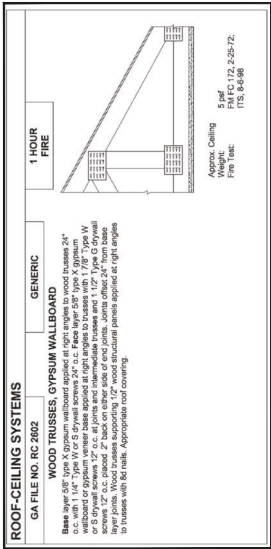 ROOF-CEILING SYSTEMS
GA FILE NO. RC 2602
GENERIC
1 HOUR
FIRE
WOOD TRUSSES, GYPSUM WALLBOARD
Base layer 5/8" type X gypsum wallboard applied at right angles to wood trusses 24"
o.c. with 1 1/4" Type W or S drywall screws 24" o.c. Face layer 5/8" type X gypsum
wallboard or gypsum veneer base applied at right angles to trusses with 1 7/8" Type W
or S drywall screws 12" o.c. at joints and intermediate trusses and 1 1/2" Type G drywall
screws 12" o.c. placed 2" back on either side of end joints. Joints offset 24" from base
layer joints. Wood trusses supporting 1/2" wood structural panels applied at right angles
to trusses with 8d nails. Appropriate roof covering.
Approx. Ceiling
Weight: 5 psf
Fire Test: FM FC 172, 2-25-72;
ITS, 8-6-98